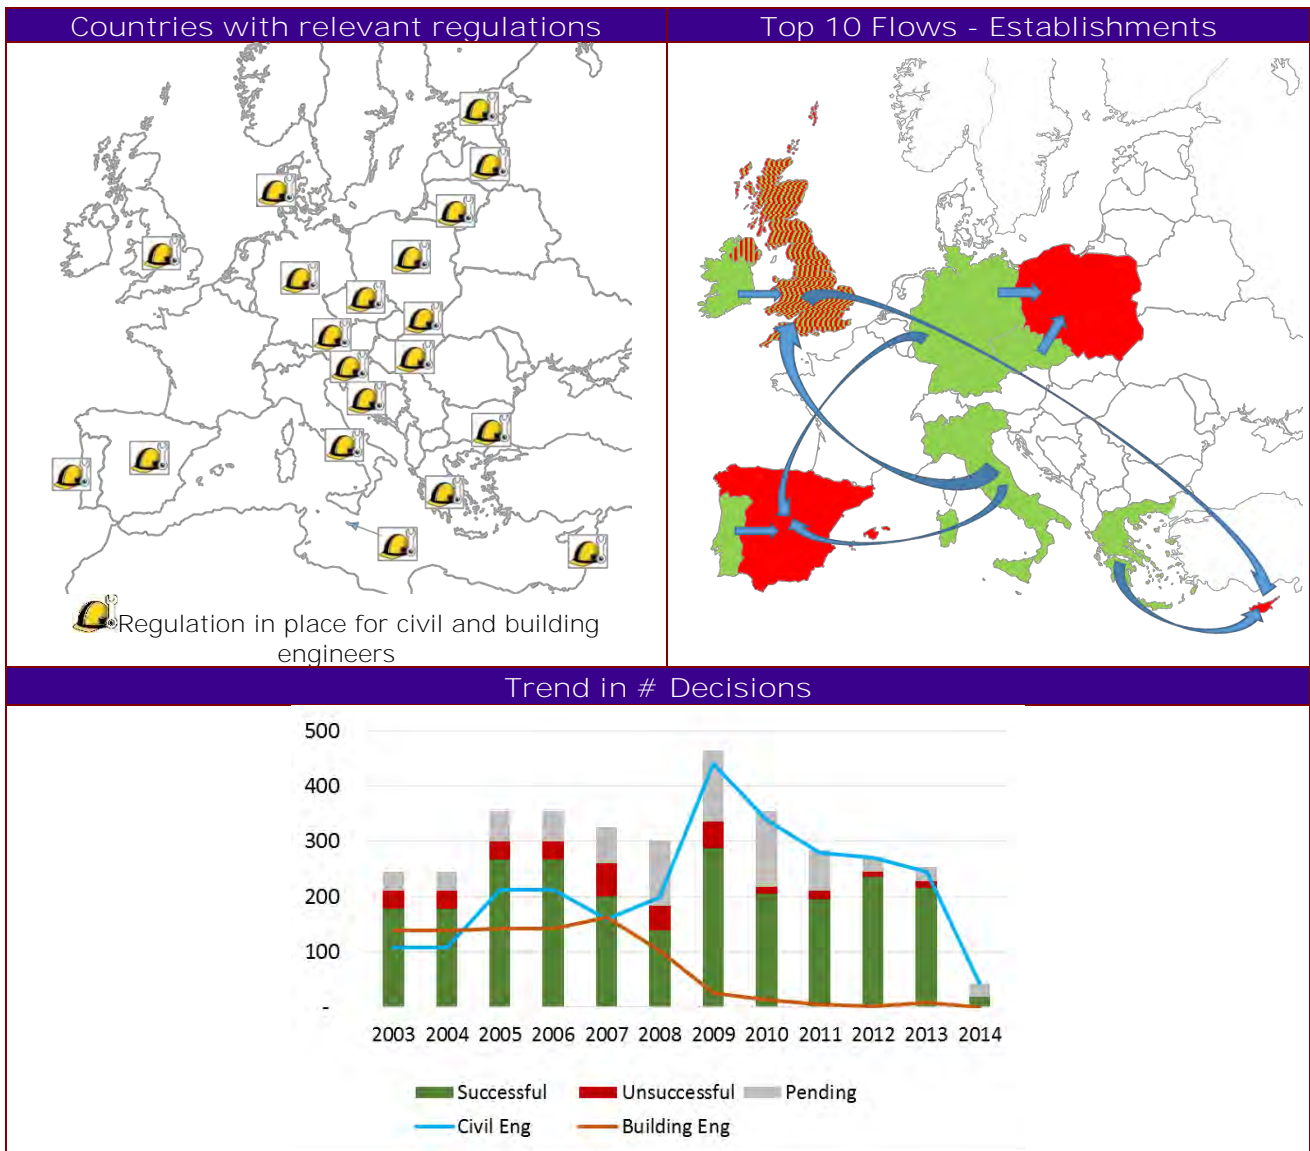 Countries with relevant regulations
Top 10 Flows - Establishments
Regulation in place for civil and building
engineers
Trend in # Decisions
500
400
300
200
100
-
2003 2004 2005 2006 2007 2008 2009 2010 2011 2012 2013 2014
Successful Unsuccessful Pending
Civil Eng Building Eng